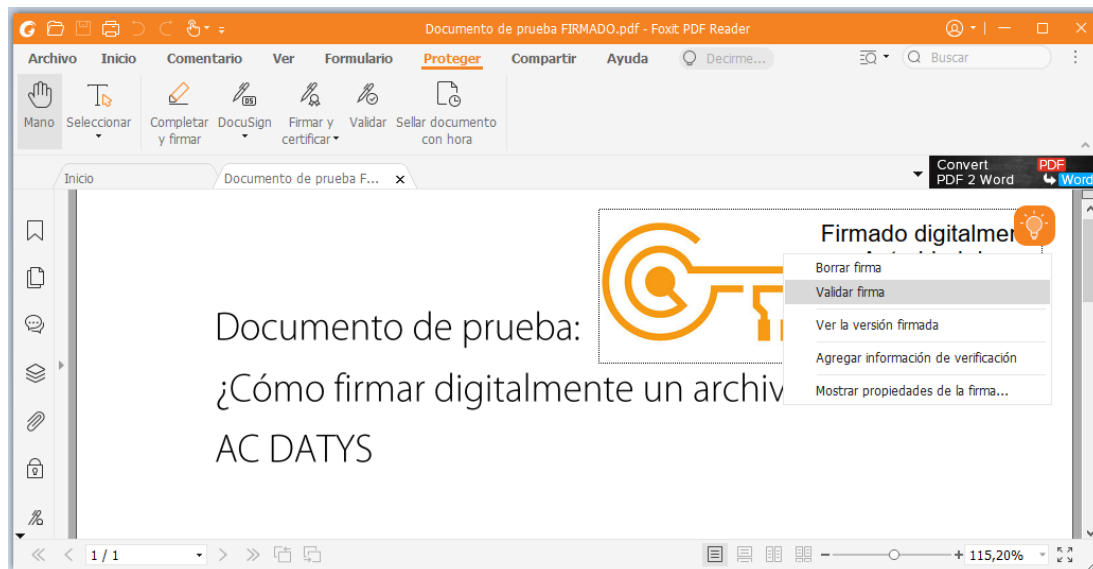 Documento de prueba FIRMADO.pdf - Foxit PDF Reader
Archivo Inicio Comentario Ver Formulario Proteger Compartir Ayuda Decirme... Buscar
Mano Seleccionar Completar y firmar DocuSign Firmar y certificar Validar Sellar documento con hora
Inicio Documento de prueba F...
Convert PDF
PDF 2 Word Word
Firmado digitalmen
Borrar firma
Validar firma
Ver la versión firmada
Agregar información de verificación
Mostrar propiedades de la firma...
Documento de prueba:
¿Cómo firmar digitalmente un archiv
AC DATYS
1 / 1
115,20%